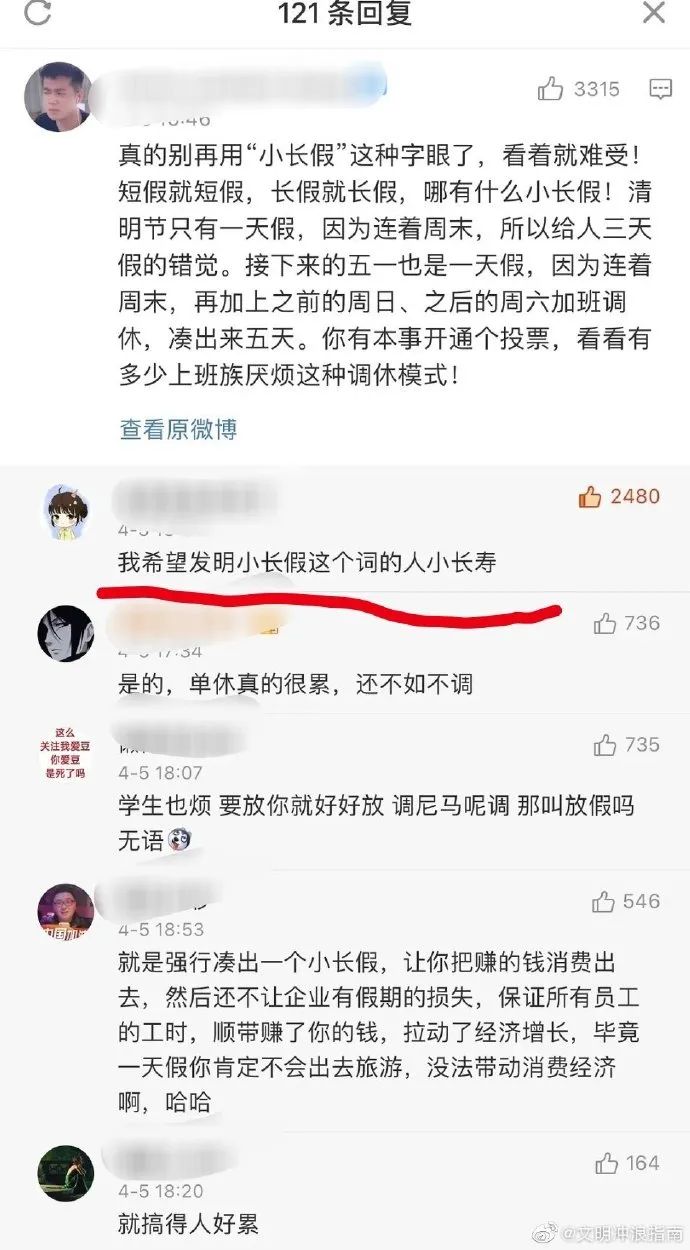 121 条回复
3315
真的别再用“小长假”这种字眼了，看着就难受！
短假就短假，长假就长假，哪有什么小长假！清
明节只有一天假，因为连着周末，所以给人三天
假的错觉。接下来的五一也是一天假，因为连着
周末，再加上之前的周日、之后的周六加班调
休，凑出来五天。你有本事开通个投票，看看有
多少上班族厌烦这种调休模式！
查看原微博
2480
我希望发明小长假这个词的人小长寿
736
4-5 17:34
是的，单休真的很累，还不如不调
这么
关注我爱豆
你爱豆
是死了吗
735
4-5 18:07
学生也烦 要放你就好好放 调尼马呢调 那叫放假吗
无语
546
4-5 18:53
就是强行凑出一个小长假，让你把赚的钱消费出
去，然后还不让企业有假期的损失，保证所有员工
的工时，顺带赚了你的钱，拉动了经济增长，毕竟
一天假你肯定不会出去旅游，没法带动消费经济
啊，哈哈
164
4-5 18:20
就搞得人好累
@文明冲浪指南